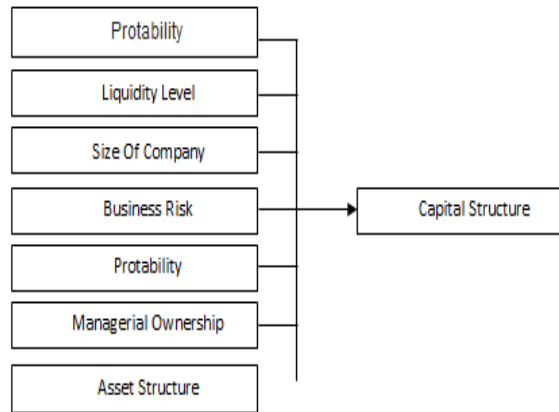 Protability
Liquidity Level
Size Of Company
Business Risk
Capital Structure
Protability
Managerial Ownership
Asset Structure